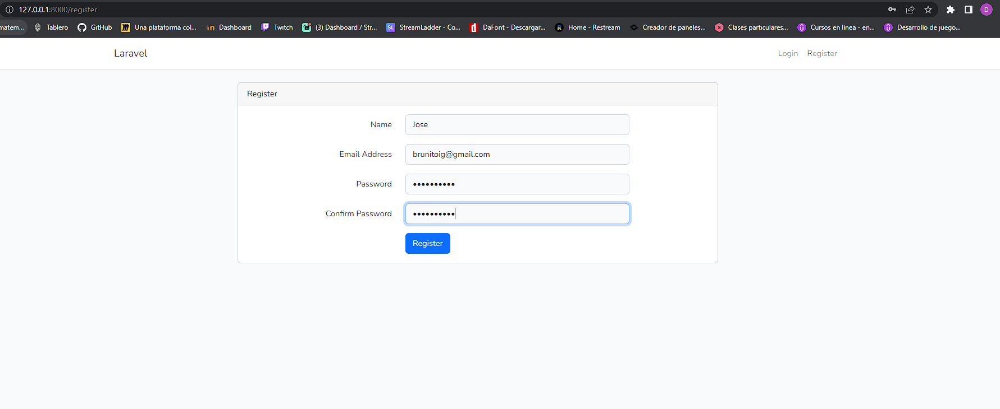 127.0.0.1:8000/register
matem... Tablero GitHub Una plataforma col... Dashboard Twitch (3) Dashboard / Str... StreamLadder - Co... DaFont - Descargar... Home - Restream Creador de paneles... Clases particulares... Cursos en línea - en... Desarrollo de juego...
Laravel Login Register
Register
Name Jose
Email Address brunitoig@gmail.com
Password ••••••••••
Confirm Password ••••••••••
Register